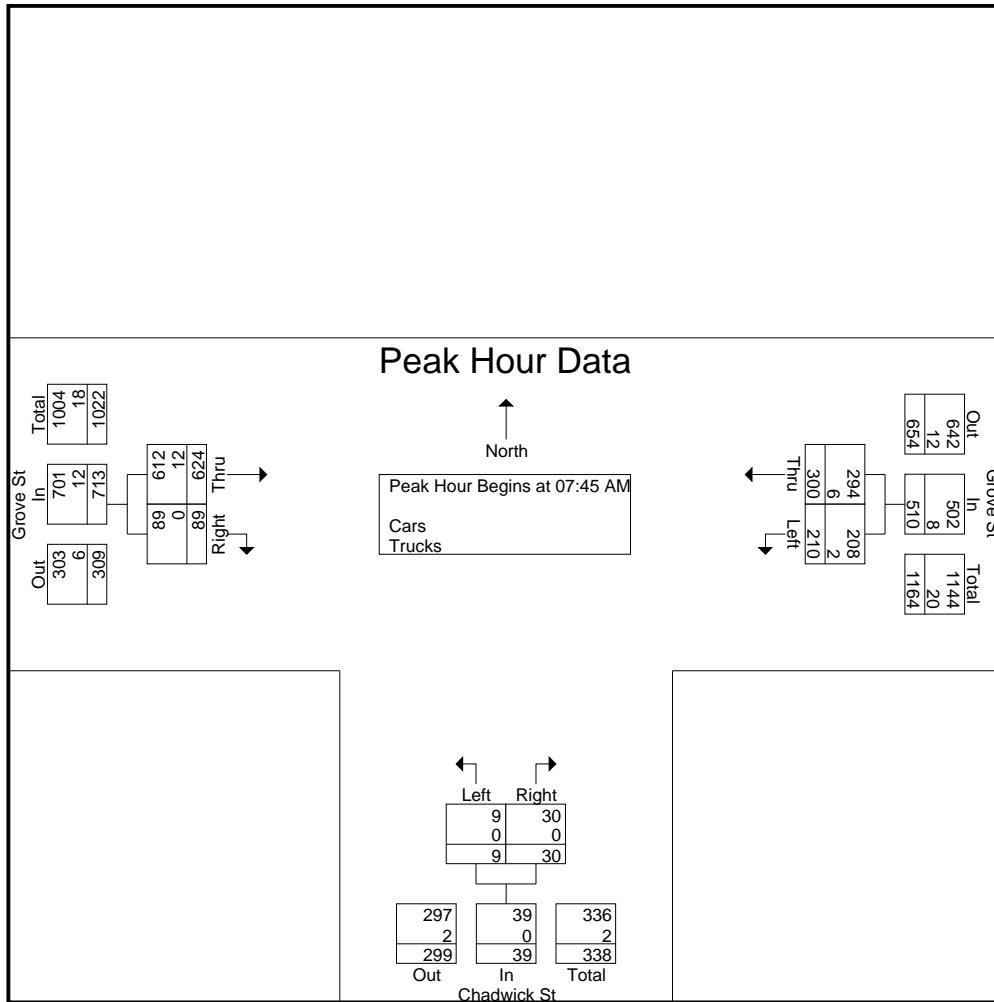 Peak Hour Data
North
Peak Hour Begins at 07:45 AM
Cars
Trucks
Grove St
Total
1004
18
1022
In
701
12
713
Out
303
6
309
612
12
624
Thru
89
0
89
Right
Thru
294
6
300
Left
208
2
210
Out
642
12
654
Grove St
In
502
8
510
Total
1144
20
1164
Left Right
9 30
0 0
9 30
297 39 336
2 0 2
299 39 338
Out In Total
Chadwick St